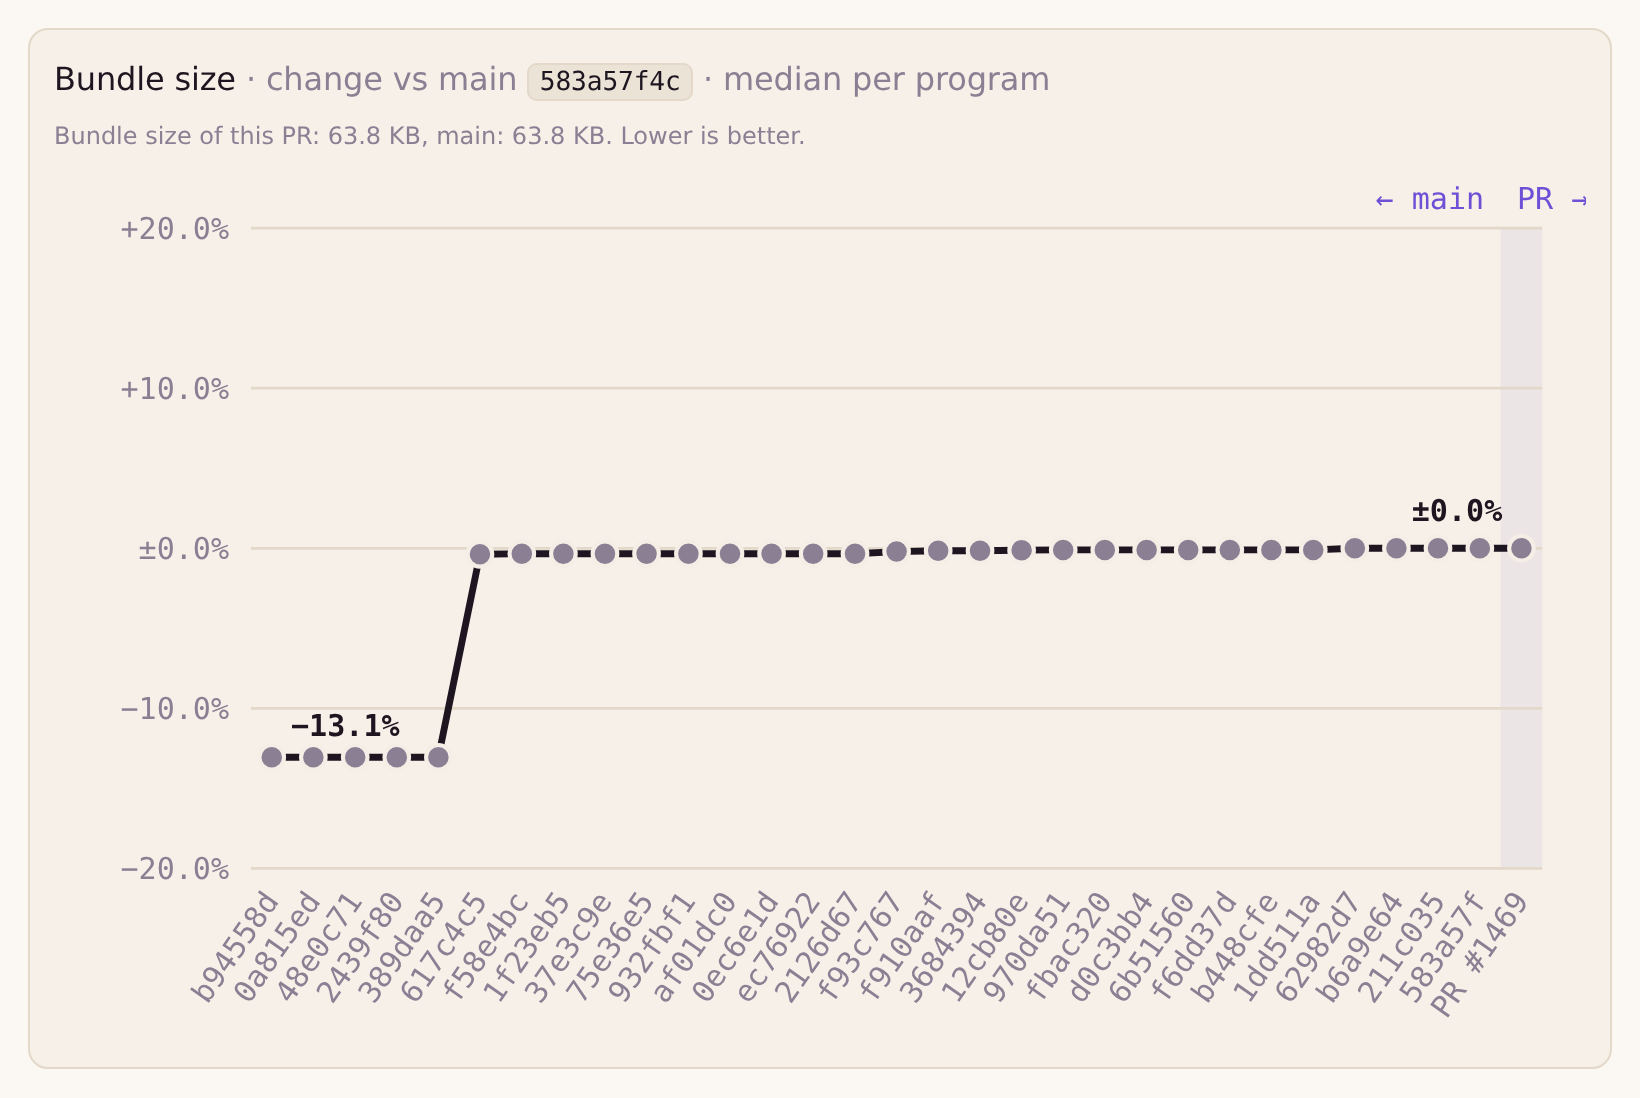 Bundle size · change vs main 583a57f4c · median per program
Bundle size of this PR: 63.8 KB, main: 63.8 KB. Lower is better.
← main PR →
+20.0%
+10.0%
±0.0%
±0.0%
−10.0%
−13.1%
−20.0%
b94558d
0a815ed
48e0c71
2439f80
389daa5
617c4c5
f58e4bc
1f23eb5
37e3c9e
75e36e5
932fbf1
af01dc0
0ec6e1d
ec76922
2126d67
f93c767
f910aaf
3684394
12cb80e
970da51
fbac320
d0c3bb4
6b51560
f6dd37d
b448cfe
1dd511a
62982d7
b6a9e64
211c035
583a57f
PR #1469